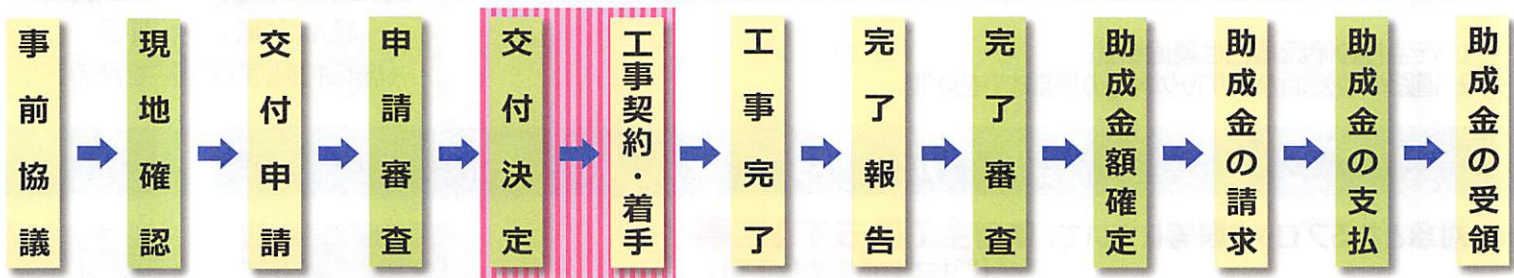 事前協議
現地確認
交付申請
申請審査
交付決定
工事契約・着手
工事完了
完了報告
完了審査
助成金額確定
助成金の請求
助成金の支払
助成金の受領